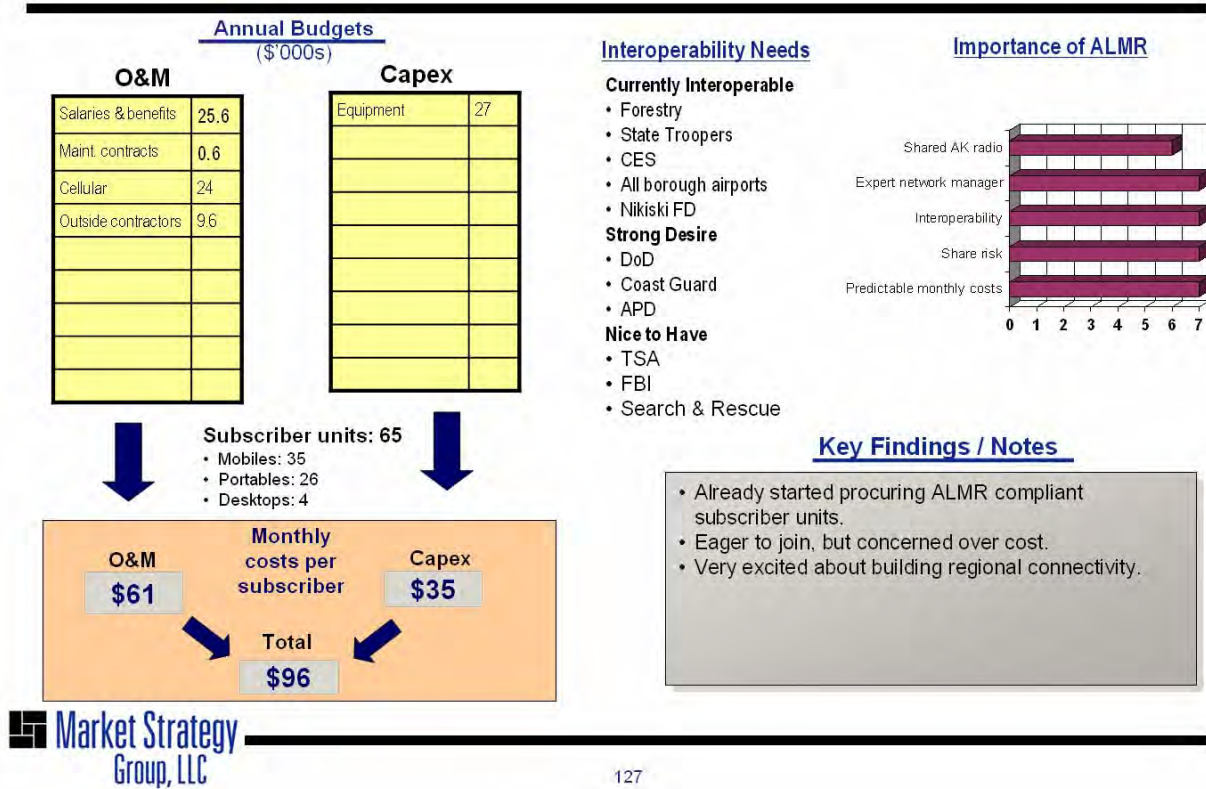 Annual Budgets
($'000s)
O&M
Salaries & benefits 25.6
Maint. contracts 0.6
Cellular 24
Outside contractors 9.6
Capex
Equipment 27
Subscriber units: 65
• Mobiles: 35
• Portables: 26
• Desktops: 4
Monthly
costs per
subscriber
O&M
$61
Capex
$35
Total
$96
Interoperability Needs
Currently Interoperable
• Forestry
• State Troopers
• CES
• All borough airports
• Nikiski FD
Strong Desire
• DoD
• Coast Guard
• APD
Nice to Have
• TSA
• FBI
• Search & Rescue
Importance of ALMR
Shared AK radio
Expert network manager
Interoperability
Share risk
Predictable monthly costs
0 1 2 3 4 5 6 7
Key Findings / Notes
• Already started procuring ALMR compliant
subscriber units.
• Eager to join, but concerned over cost.
• Very excited about building regional connectivity.
Market Strategy
Group, LLC
127